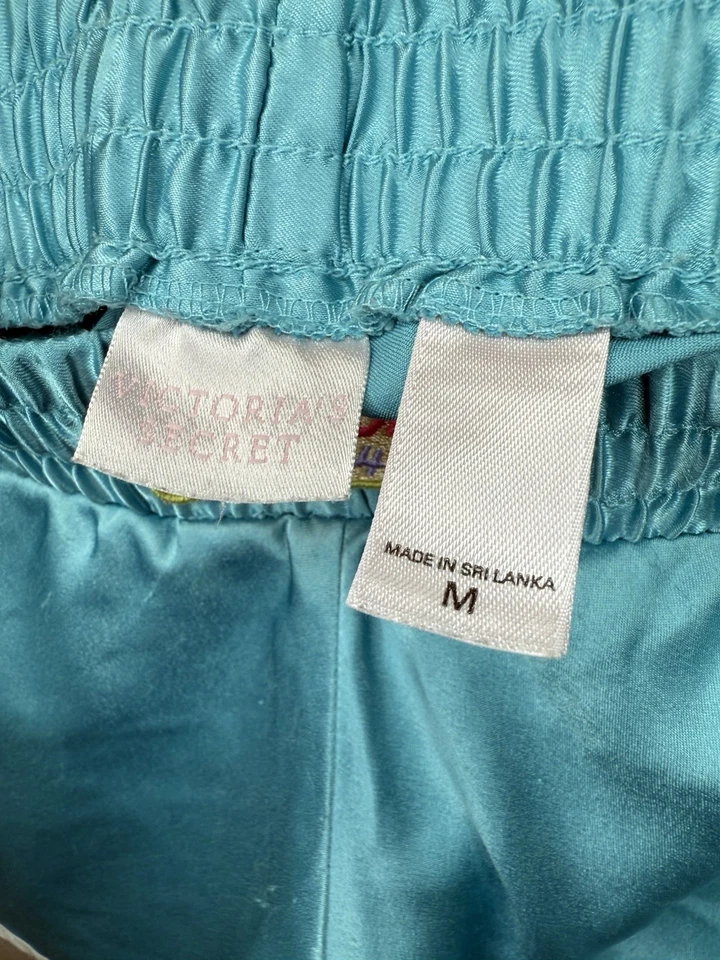 VICTORIA'S
SECRET
MADE IN SRI LANKA
M